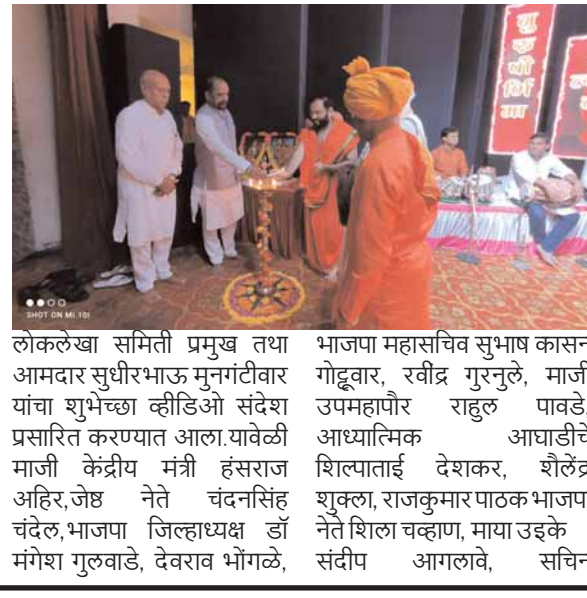 गुरु पौर्णिमा
SHOT ON MI 10I
लोकलेखा समिती प्रमुख तथा
आमदार सुधीरभाऊ मुनगंटीवार
यांचा शुभेच्छा व्हीडिओ संदेश
प्रसारित करण्यात आला.यावेळी
माजी केंद्रीय मंत्री हंसराज
अहिर,जेष्ठ नेते चंदनसिंह
चंदेल,भाजपा जिल्हाध्यक्ष डॉ
मंगेश गुलवाडे, देवराव भोंगळे,
भाजपा महासचिव सुभाष कासन
गोट्टूवार, रवींद्र गुरनुले, माजी
उपमहापौर राहुल पावडे,
आध्यात्मिक आघाडीचे
शिल्पाताई देशकर, शैलेंद्र
शुक्ला, राजकुमार पाठक भाजप
नेते शिला चव्हाण, माया उइके
संदीप आगलावे, सचिन